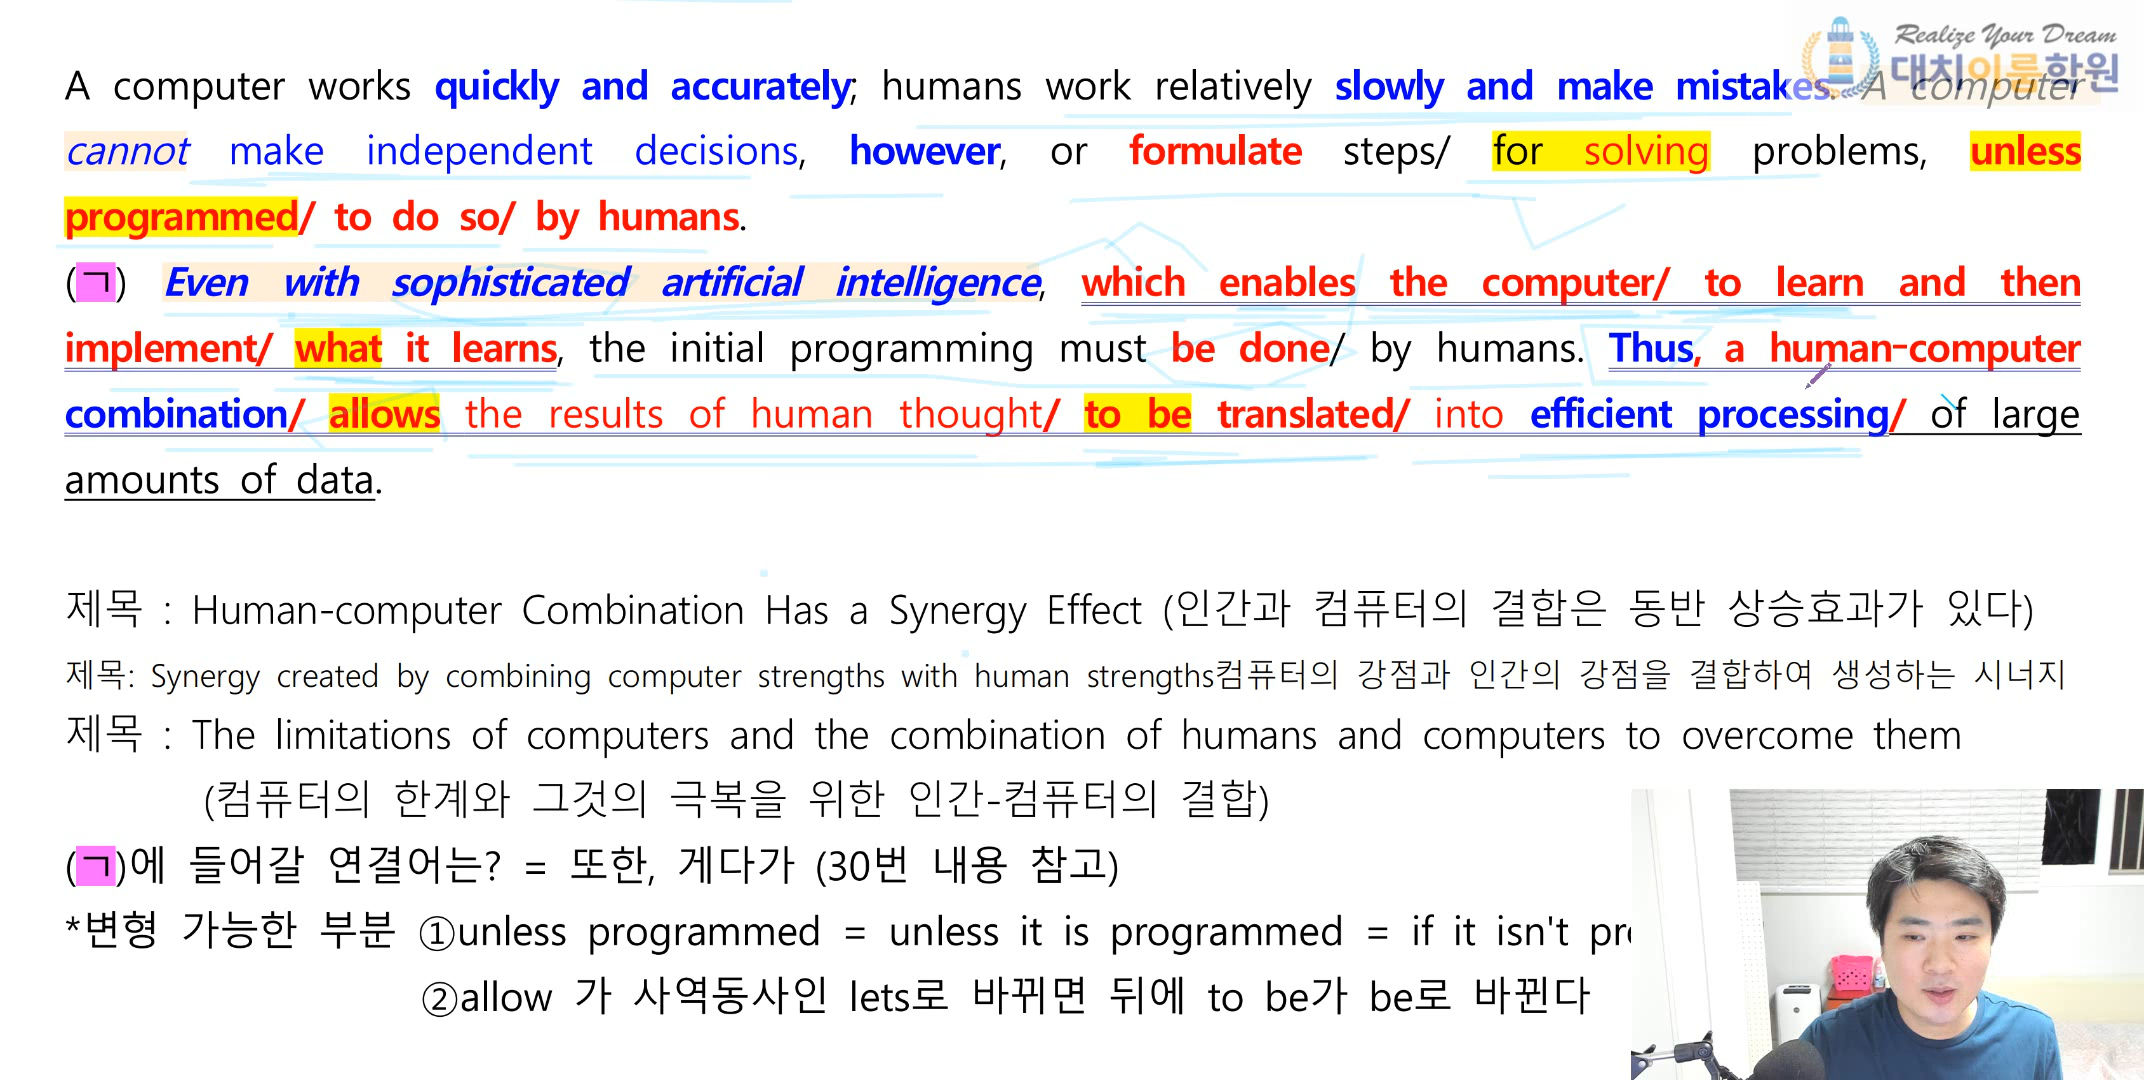 Realize Your Dream
대치이룸학원
A computer works quickly and accurately; humans work relatively slowly and make mistakes. A computer
cannot make independent decisions, however, or formulate steps/ for solving problems, unless
programmed/ to do so/ by humans.
(ㄱ) Even with sophisticated artificial intelligence, which enables the computer/ to learn and then
implement/ what it learns, the initial programming must be done/ by humans. Thus, a human-computer
combination/ allows the results of human thought/ to be translated/ into efficient processing/ of large
amounts of data.
제목 : Human-computer Combination Has a Synergy Effect (인간과 컴퓨터의 결합은 동반 상승효과가 있다)
제목: Synergy created by combining computer strengths with human strengths컴퓨터의 강점과 인간의 강점을 결합하여 생성하는 시너지
제목 : The limitations of computers and the combination of humans and computers to overcome them
(컴퓨터의 한계와 그것의 극복을 위한 인간-컴퓨터의 결합)
(ㄱ)에 들어갈 연결어는? = 또한, 게다가 (30번 내용 참고)
*변형 가능한 부분 ①unless programmed = unless it is programmed = if it isn't
②allow 가 사역동사인 lets로 바뀌면 뒤에 to be가 be로 바뀐다